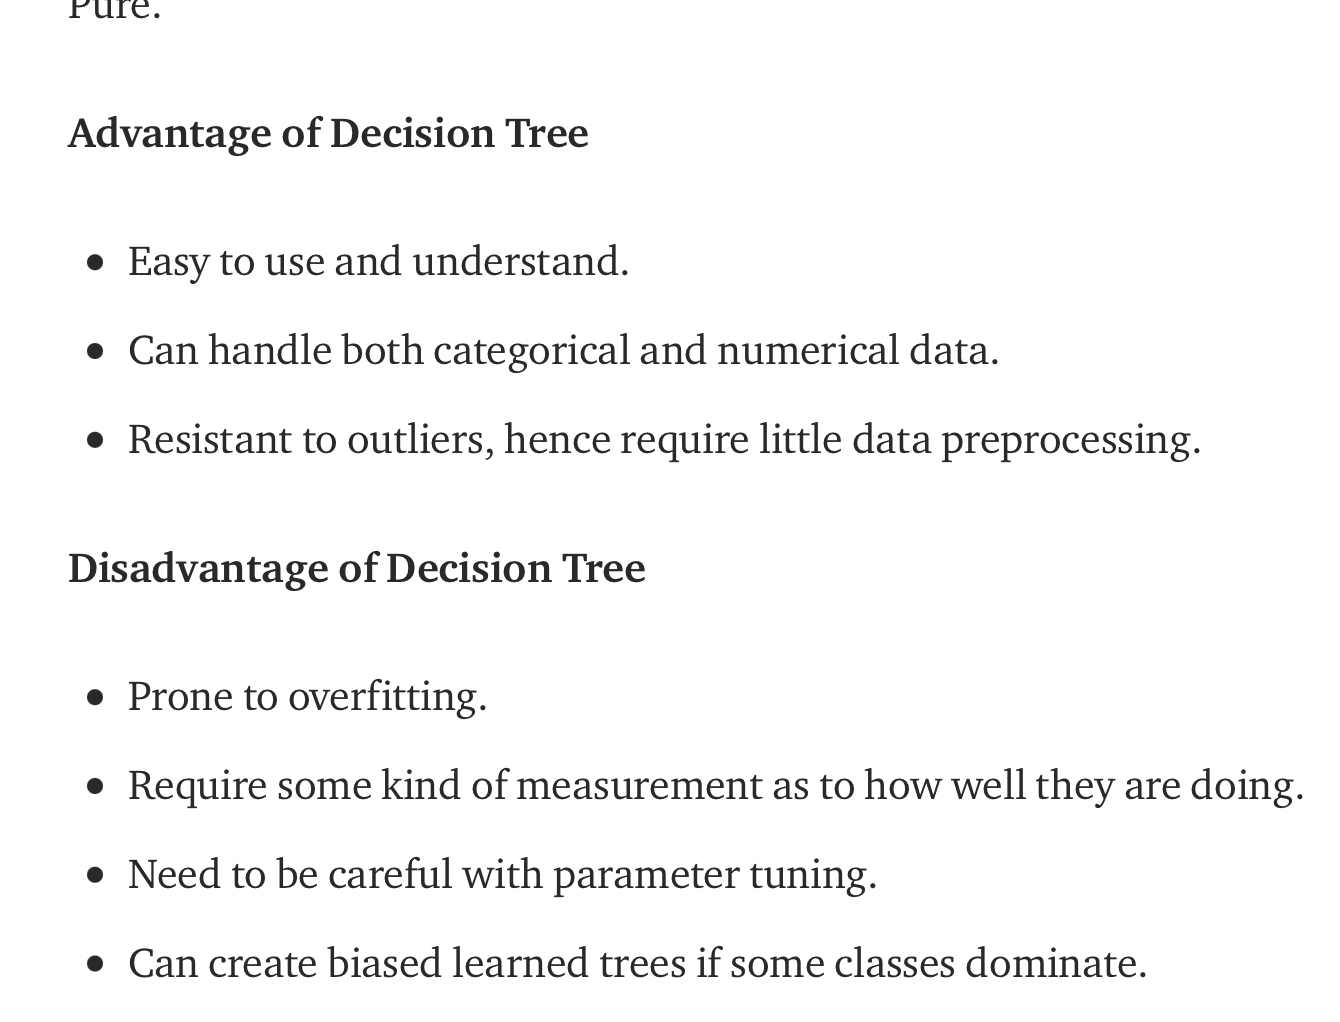 Pure.
Advantage of Decision Tree
Easy to use and understand.
Can handle both categorical and numerical data.
Resistant to outliers, hence require little data preprocessing.
Disadvantage of Decision Tree
Prone to overfitting.
Require some kind of measurement as to how well they are doing.
Need to be careful with parameter tuning.
Can create biased learned trees if some classes dominate.